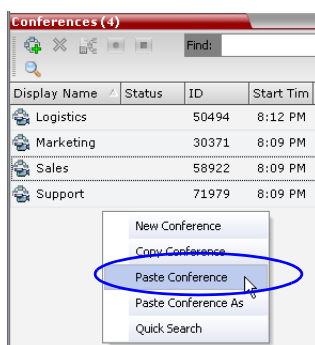 Conferences (4)
Find:
Display Name Status ID Start Tim
Logistics 50494 8:12 PM
Marketing 30371 8:09 PM
Sales 58922 8:09 PM
Support 71979 8:09 PM
New Conference
Copy Conference
Paste Conference
Paste Conference As
Quick Search